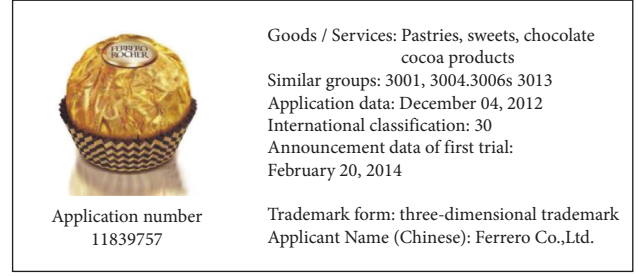 FERRERO
ROCHER
Application number
11839757
Goods / Services: Pastries, sweets, chocolate
cocoa products
Similar groups: 3001, 3004.3006s 3013
Application data: December 04, 2012
International classification: 30
Announcement data of first trial:
February 20, 2014
Trademark form: three-dimensional trademark
Applicant Name (Chinese): Ferrero Co.,Ltd.